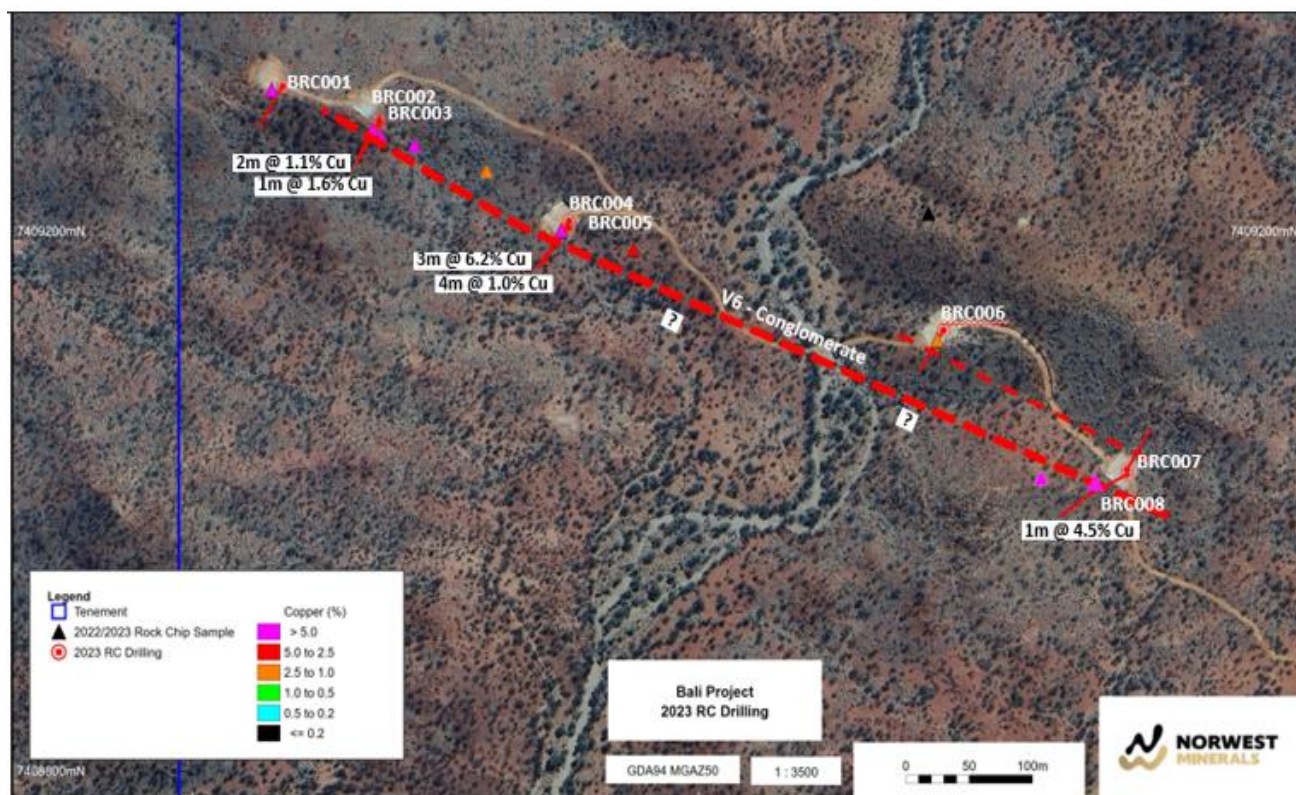 BRC001
BRC002
BRC003
2m @ 1.1% Cu
1m @ 1.6% Cu
BRC004
BRC005
7409200mN
7409200mN
3m @ 6.2% Cu
4m @ 1.0% Cu
V6 - Conglomerate
?
BRC006
?
BRC007
BRC008
1m @ 4.5% Cu
Legend
Tenement
2022/2023 Rock Chip Sample
2023 RC Drilling
Copper (%)
> 5.0
5.0 to 2.5
2.5 to 1.0
1.0 to 0.5
0.5 to 0.2
<= 0.2
Bali Project
2023 RC Drilling
GDA94 MGAZ50
1 : 3500
0 50 100m
NORWEST
MINERALS
7408800mN